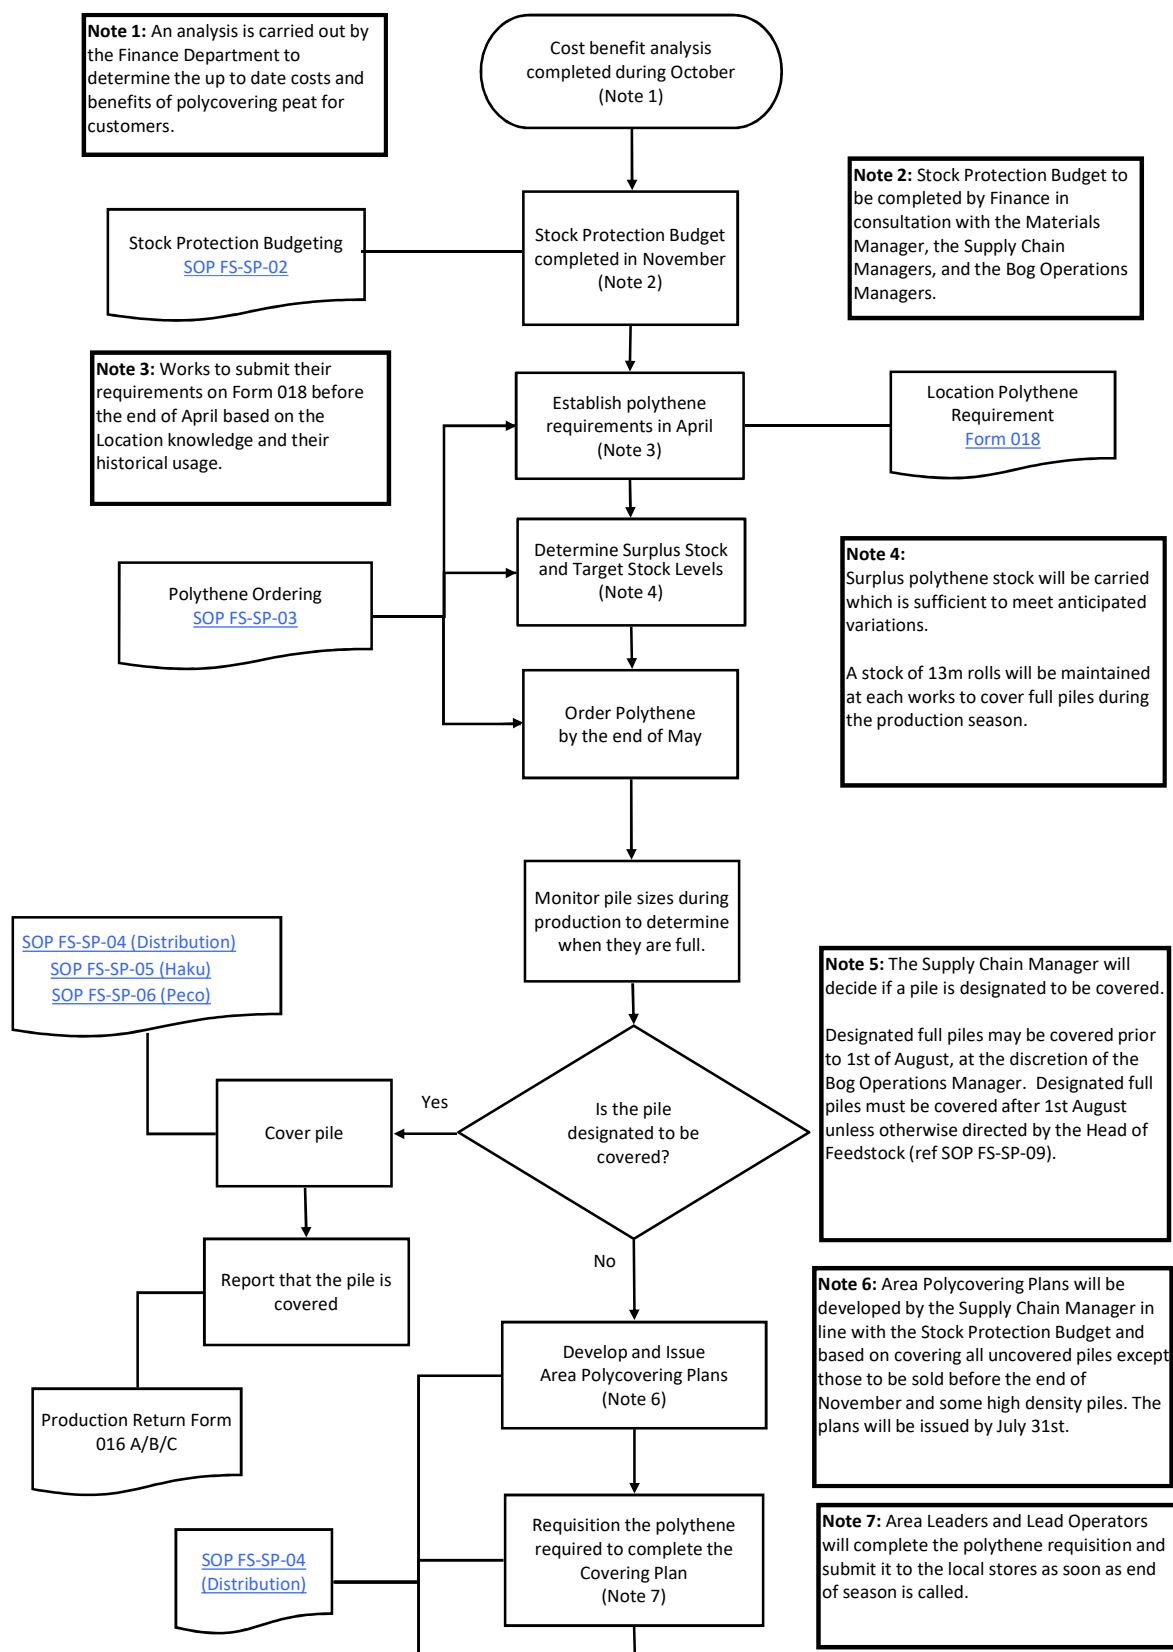 Note 1: An analysis is carried out by
the Finance Department to
determine the up to date costs and
benefits of polycovering peat for
customers.
Cost benefit analysis
completed during October
(Note 1)
Note 2: Stock Protection Budget to
be completed by Finance in
consultation with the Materials
Manager, the Supply Chain
Managers, and the Bog Operations
Managers.
Stock Protection Budgeting
SOP FS-SP-02
Stock Protection Budget
completed in November
(Note 2)
Note 3: Works to submit their
requirements on Form 018 before
the end of April based on the
Location knowledge and their
historical usage.
Establish polythene
requirements in April
(Note 3)
Location Polythene
Requirement
Form 018
Determine Surplus Stock
and Target Stock Levels
(Note 4)
Note 4:
Surplus polythene stock will be carried
which is sufficient to meet anticipated
variations.
A stock of 13m rolls will be maintained
at each works to cover full piles during
the production season.
Polythene Ordering
SOP FS-SP-03
Order Polythene
by the end of May
Monitor pile sizes during
production to determine
when they are full.
SOP FS-SP-04 (Distribution)
SOP FS-SP-05 (Haku)
SOP FS-SP-06 (Peco)
Note 5: The Supply Chain Manager will
decide if a pile is designated to be covered.
Designated full piles may be covered prior
to 1st of August, at the discretion of the
Bog Operations Manager. Designated full
piles must be covered after 1st August
unless otherwise directed by the Head of
Feedstock (ref SOP FS-SP-09).
Is the pile
designated to be
covered?
Yes
Cover pile
No
Report that the pile is
covered
Note 6: Area Polycovering Plans will be
developed by the Supply Chain Manager in
line with the Stock Protection Budget and
based on covering all uncovered piles except
those to be sold before the end of
November and some high density piles. The
plans will be issued by July 31st.
Develop and Issue
Area Polycovering Plans
(Note 6)
Production Return Form
016 A/B/C
Requisition the polythene
required to complete the
Covering Plan
(Note 7)
Note 7: Area Leaders and Lead Operators
will complete the polythene requisition and
submit it to the local stores as soon as end
of season is called.
SOP FS-SP-04
(Distribution)